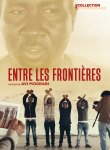 COLLECTION
ENTRE LES FRONTIÈRES
UN FILM DE AVI MOGRABI